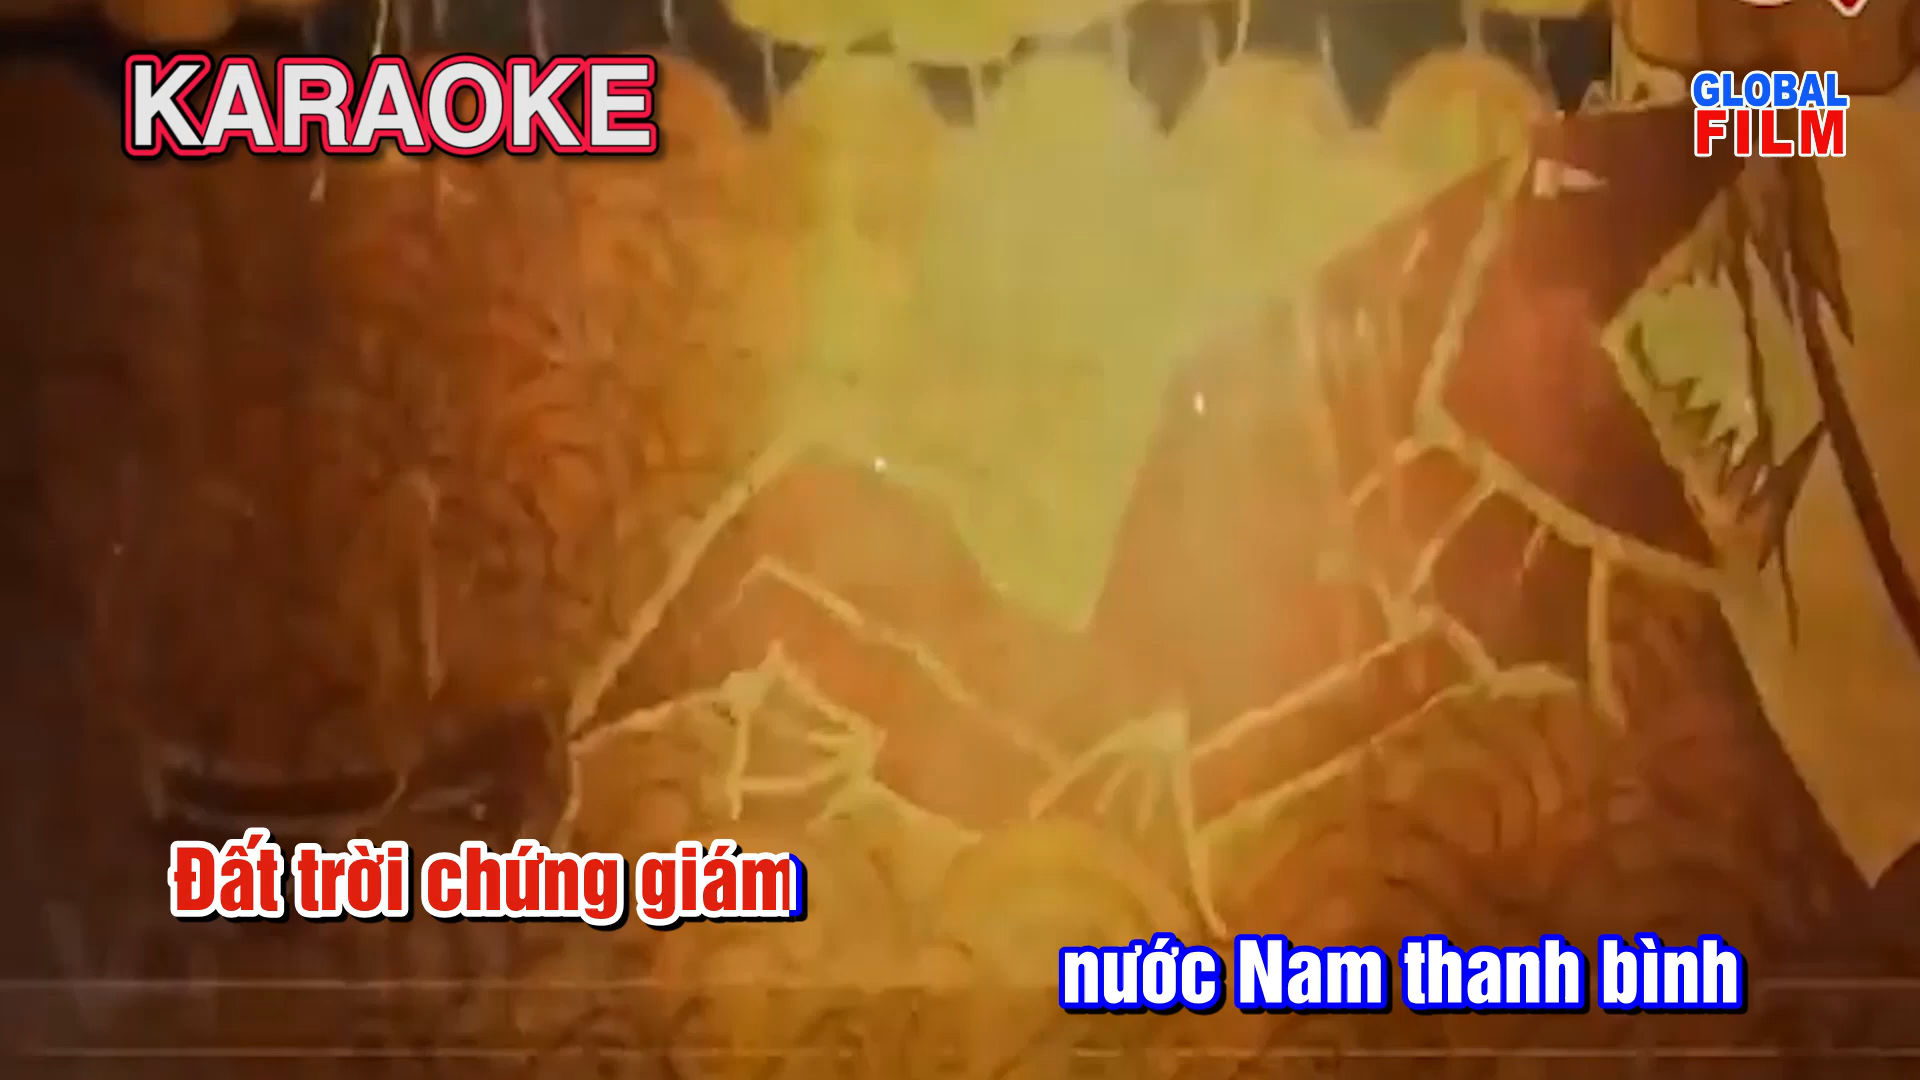 KARAOKE
GLOBAL
FILM
Đất trời chứng giám
nước Nam thanh bình